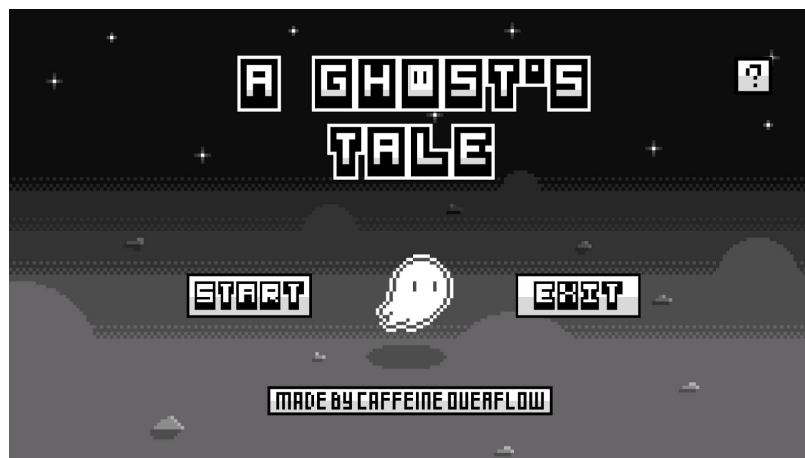 A GHOST'S
?
TALE
START
EXIT
MADE BY CAFFEINE OVERFLOW